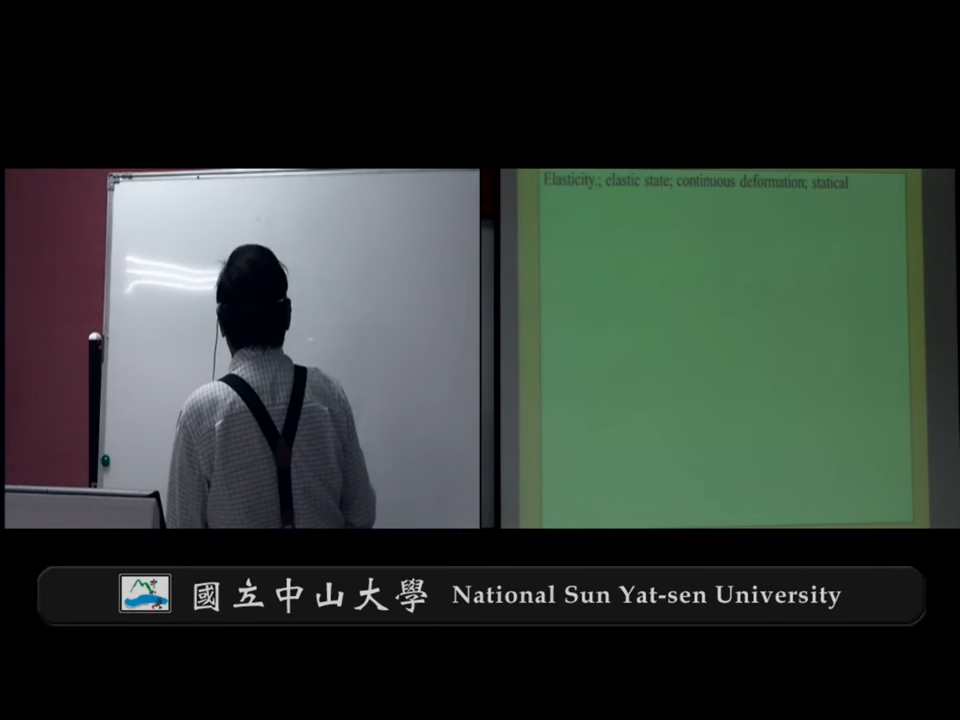 Elasticity.; elastic state; continuous deformation; statical
國立中山大學 National Sun Yat-sen University